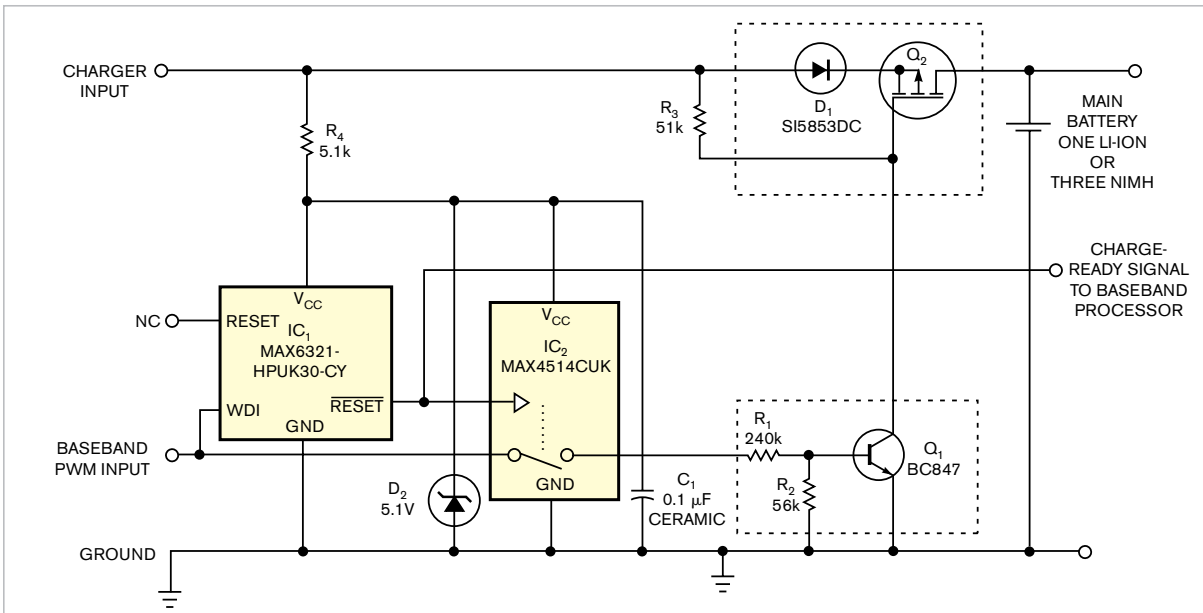 CHARGER
INPUT
R4
5.1k
R3
51k
D1
SI5853DC
Q2
MAIN
BATTERY
ONE LI-ION
OR
THREE NIMH
CHARGE-
READY SIGNAL
TO BASEBAND
PROCESSOR
NC
VCC
RESET
IC1
MAX6321-
HPUK30-CY
WDI
RESET
GND
VCC
IC2
MAX4514CUK
GND
BASEBAND
PWM INPUT
D2
5.1V
C1
0.1 μF
CERAMIC
R1
240k
R2
56k
Q1
BC847
GROUND